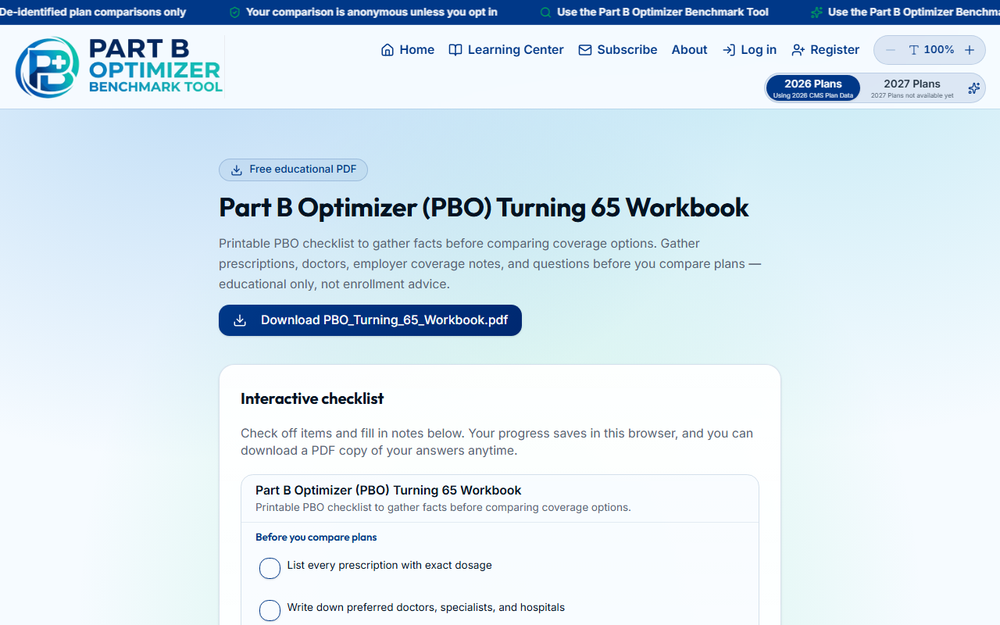 De-identified plan comparisons only Your comparison is anonymous unless you opt in Use the Part B Optimizer Benchmark Tool Use the Part B Optimizer Benchma
PART B
OPTIMIZER
BENCHMARK TOOL
Home Learning Center Subscribe About Log in Register 100%
2026 Plans
Using 2026 CMS Plan Data
2027 Plans
2027 Plans not available yet
Free educational PDF
Part B Optimizer (PBO) Turning 65 Workbook
Printable PBO checklist to gather facts before comparing coverage options. Gather
prescriptions, doctors, employer coverage notes, and questions before you compare plans —
educational only, not enrollment advice.
Download PBO_Turning_65_Workbook.pdf
Interactive checklist
Check off items and fill in notes below. Your progress saves in this browser, and you can
download a PDF copy of your answers anytime.
Part B Optimizer (PBO) Turning 65 Workbook
Printable PBO checklist to gather facts before comparing coverage options.
Before you compare plans
List every prescription with exact dosage
Write down preferred doctors, specialists, and hospitals